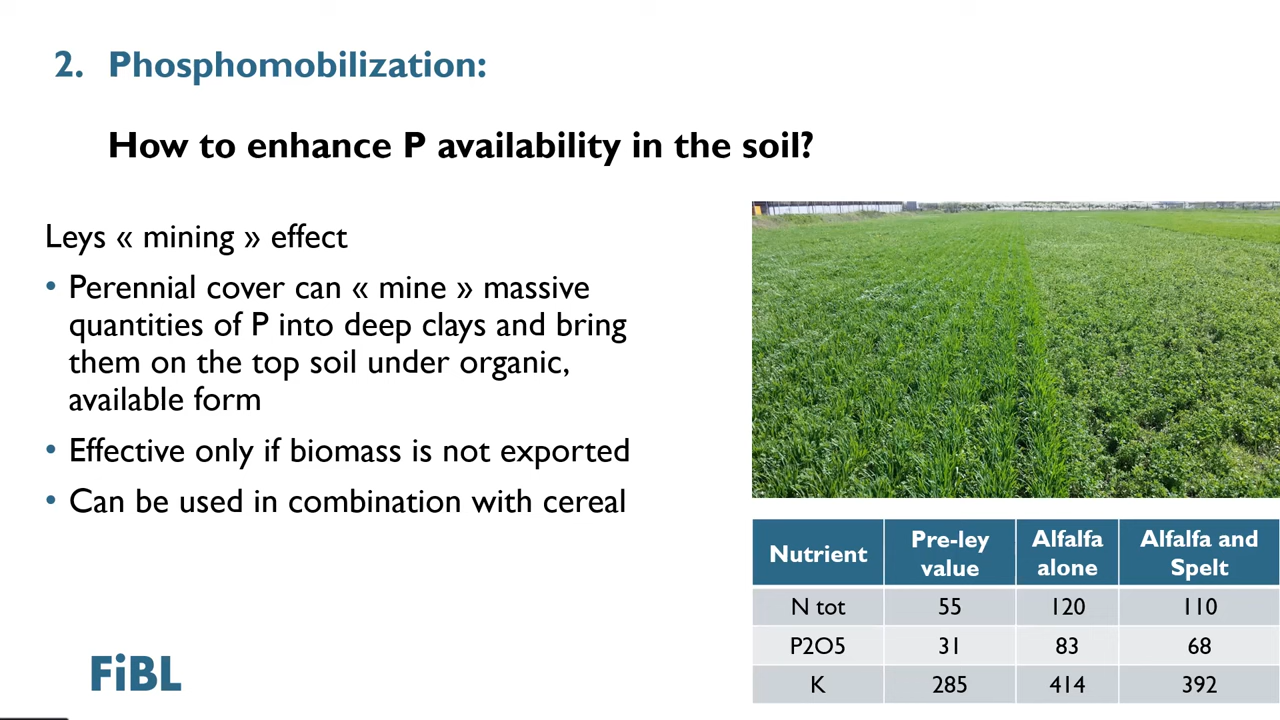 2. Phosphomobilization:
How to enhance P availability in the soil?
Leys « mining » effect
• Perennial cover can « mine » massive
quantities of P into deep clays and bring
them on the top soil under organic,
available form
• Effective only if biomass is not exported
• Can be used in combination with cereal
Nutrient Pre-ley value Alfalfa alone Alfalfa and Spelt
N tot 55 120 110
P2O5 31 83 68
K 285 414 392
FiBL